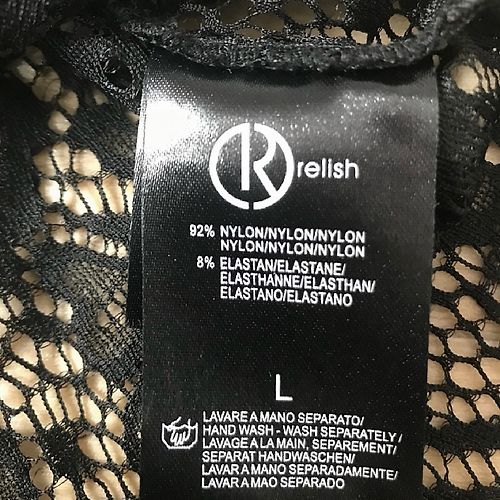 R relish
92% NYLON/NYLON/NYLON
NYLON/NYLON/NYLON
8% ELASTAN/ELASTANE/
ELASTHANNE/ELASTHAN/
ELASTANO/ELASTANO
L
LAVARE A MANO SEPARATO/
HAND WASH - WASH SEPARATELY/
LAVAGE A LA MAIN, SEPAREMENT/
SEPARAT HANDWASCHEN/
LAVAR A MANO SEPARADAMENTE/
LAVAR A MAO SEPARADO